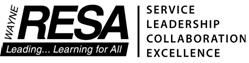 WAYNE
RESA
Leading... Learning for All
SERVICE
LEADERSHIP
COLLABORATION
EXCELLENCE